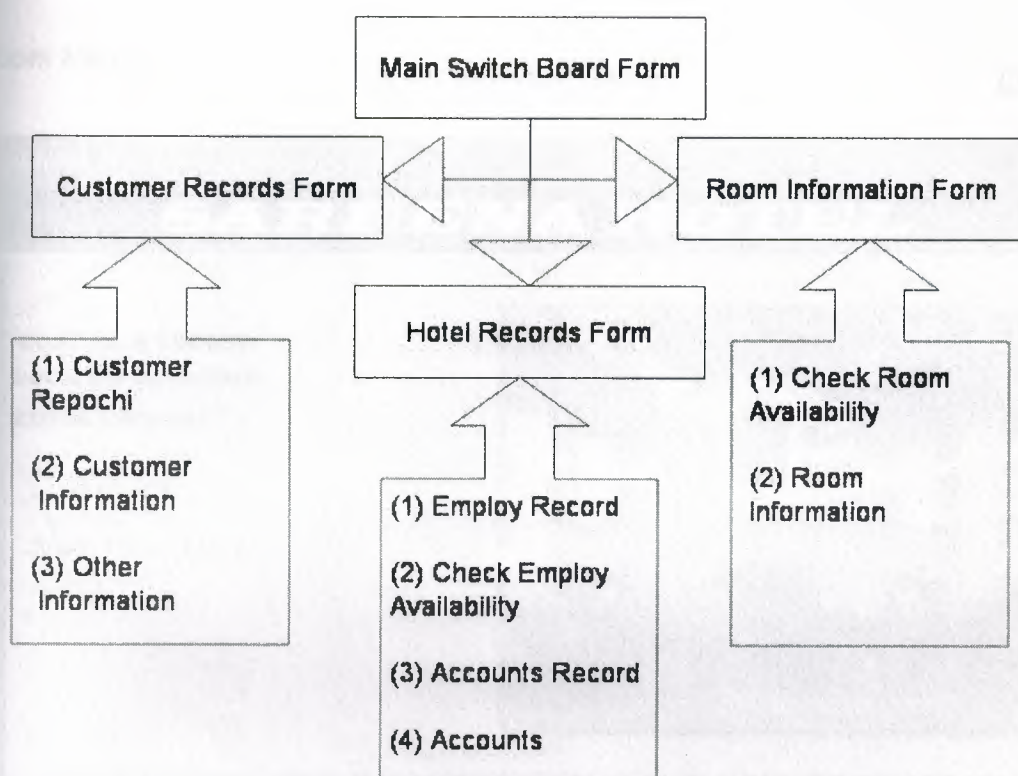 Main Switch Board Form
Customer Records Form
Room Information Form
Hotel Records Form
(1) Customer
Repochi
(2) Customer
Information
(3) Other
Information
(1) Employ Record
(2) Check Employ
Availability
(3) Accounts Record
(4) Accounts
(1) Check Room
Availability
(2) Room
Information